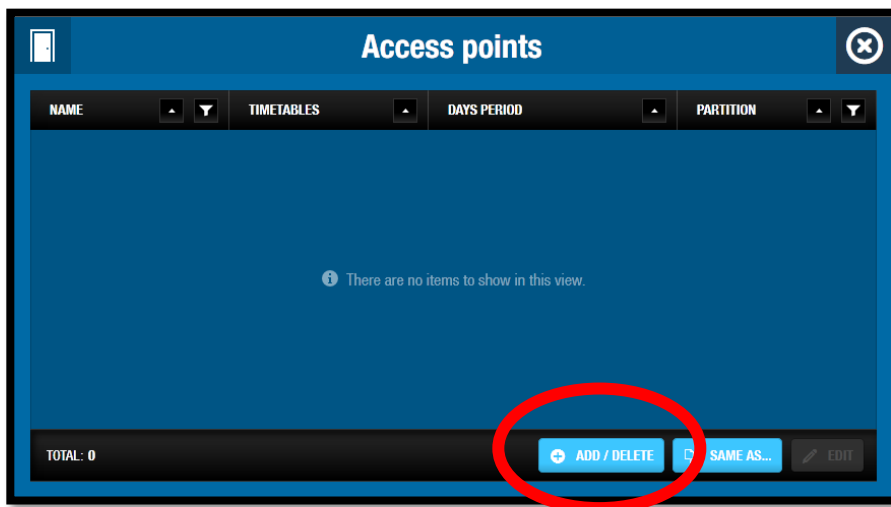 Access points
NAME TIMETABLES DAYS PERIOD PARTITION
There are no items to show in this view.
TOTAL: 0 ADD / DELETE SAME AS... EDIT